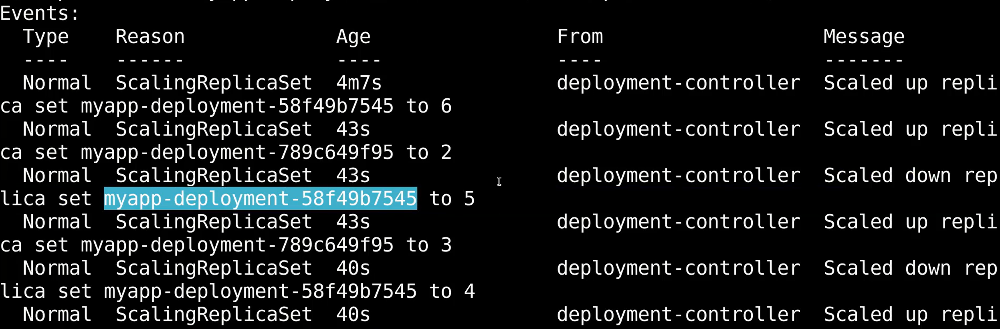 Events:
  Type    Reason             Age                From                   Message
  ----    ------             ----               ----                   -------
  Normal  ScalingReplicaSet  4m7s               deployment-controller  Scaled up repli
ca set myapp-deployment-58f49b7545 to 6
  Normal  ScalingReplicaSet  43s                deployment-controller  Scaled up repli
ca set myapp-deployment-789c649f95 to 2
  Normal  ScalingReplicaSet  43s                deployment-controller  Scaled down rep
lica set myapp-deployment-58f49b7545 to 5
  Normal  ScalingReplicaSet  43s                deployment-controller  Scaled up repli
ca set myapp-deployment-789c649f95 to 3
  Normal  ScalingReplicaSet  40s                deployment-controller  Scaled down rep
lica set myapp-deployment-58f49b7545 to 4
  Normal  ScalingReplicaSet  40s                deployment-controller  Scaled up repli